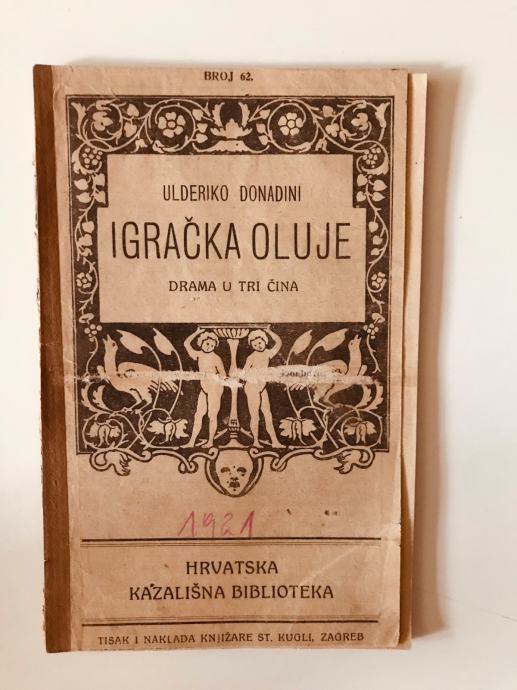 BROJ 62.
ULDERIKO DONADINI
IGRAČKA OLUJE
DRAMA U TRI ČINA
1921
HRVATSKA
KAZALIŠNA BIBLIOTEKA
TISAK I NAKLADA KNJIŽARE ST. KUGLI, ZAGREB